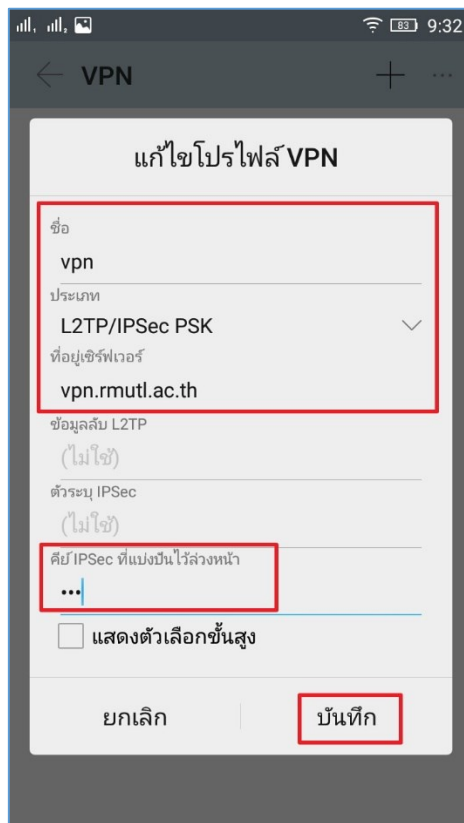 83 9:32
VPN
แก้ไขโปรไฟล์ VPN
ชื่อ
vpn
ประเภท
L2TP/IPSec PSK
ที่อยู่เซิร์ฟเวอร์
vpn.rmutl.ac.th
ข้อมูลลับ L2TP
(ไม่ใช้)
ตัวระบุ IPSec
(ไม่ใช้)
คีย์ IPSec ที่แบ่งปันไว้ล่วงหน้า
•••
แสดงตัวเลือกขั้นสูง
ยกเลิก บันทึก